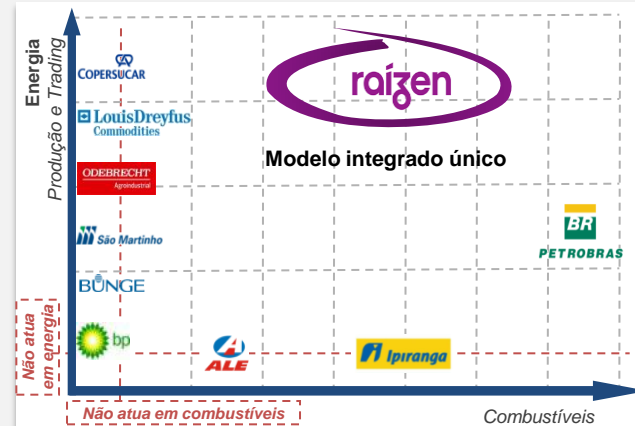 Energia
Produção e Trading
COPERSUCAR
LouisDreyfus
Commodities
ODEBRECHT
Agroindustrial
São Martinho
BUNGE
bp
Não atua
em energia
raízen
Modelo integrado único
BR
PETROBRAS
ALE
Ipiranga
Não atua em combustíveis
Combustíveis